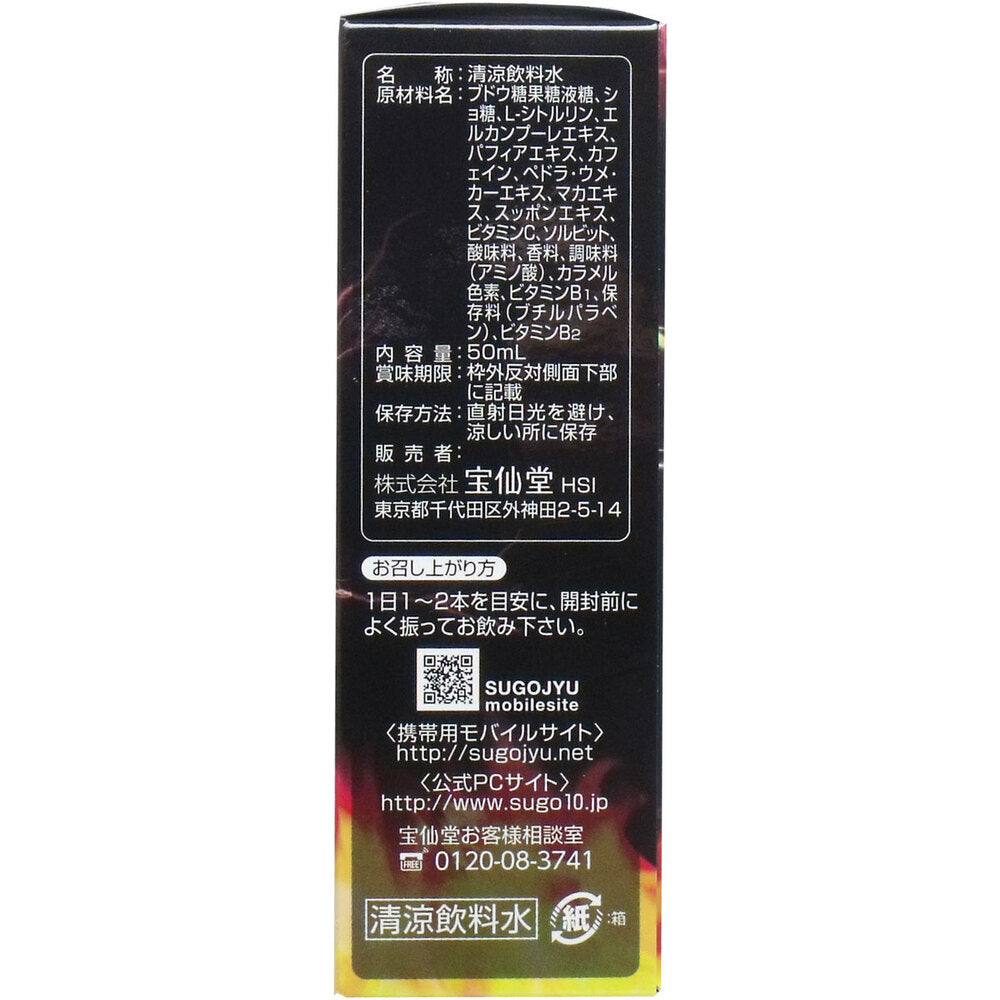 名称:清涼飲料水
原材料名:ブドウ糖果糖液糖、シ
ョ糖、L-シトルリン、エ
ルカンプーレエキス、
パフィアエキス、カフ
ェイン、ペドラ・ウメ・
カーエキス、マカエキ
ス、スッポンエキス、
ビタミンC、ソルビット、
酸味料、香料、調味料
(アミノ酸)、カラメル
色素、ビタミンB1、保
存料(ブチルパラベ
ン)、ビタミンB2
内容量:50mL
賞味期限:枠外反対側面下部
に記載
保存方法:直射日光を避け、
涼しい所に保存
販売者:
株式会社 宝仙堂 HSI
東京都千代田区外神田2-5-14
お召し上がり方
1日1〜2本を目安に、開封前に
よく振ってお飲み下さい。
SUGOJYU
mobilesite
〈携帯用モバイルサイト〉
http://sugojyu.net
〈公式PCサイト〉
http://www.sugo10.jp
宝仙堂お客様相談室
FREE 0120-08-3741
清涼飲料水 紙:箱